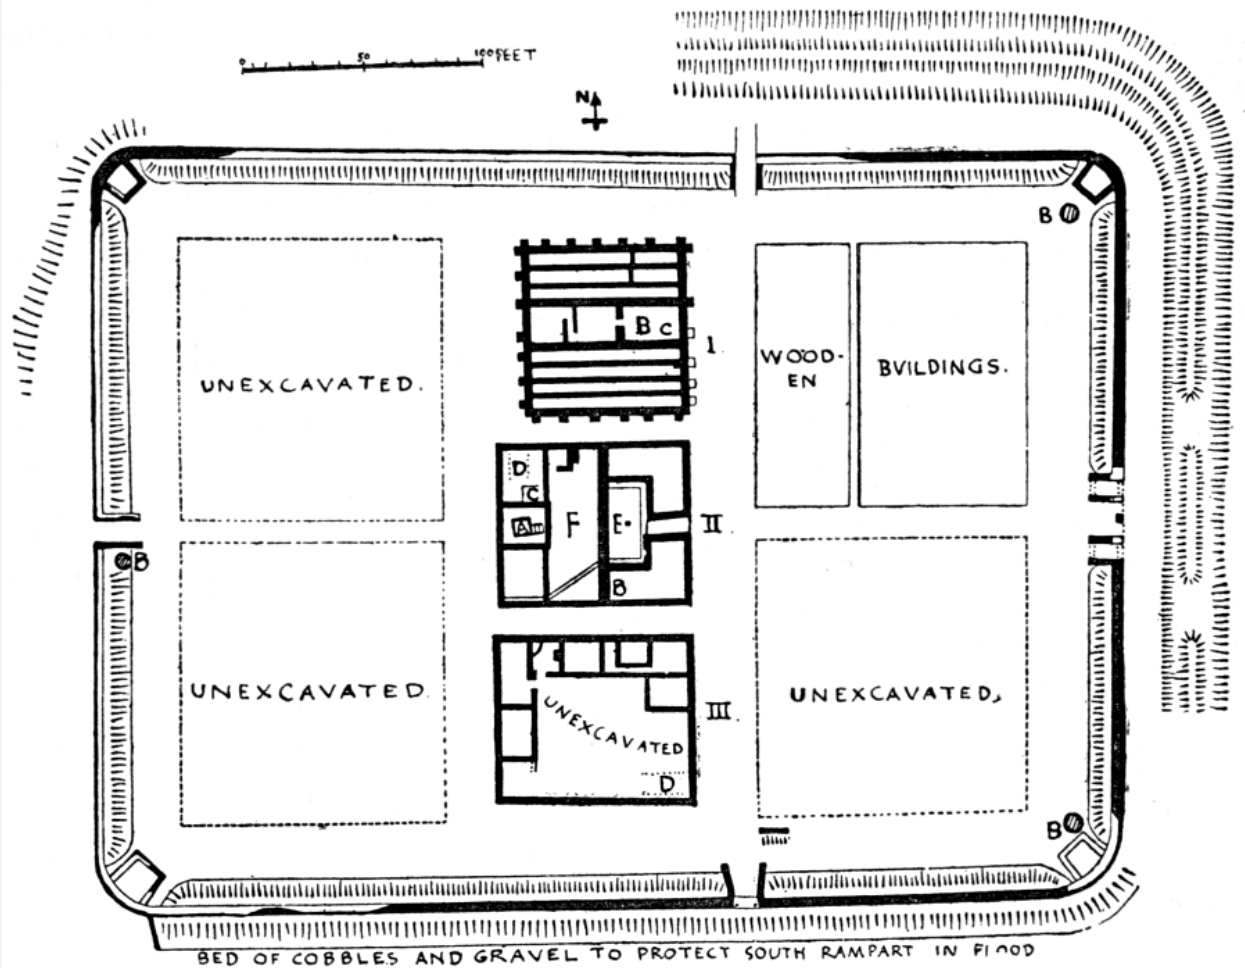 0 50 100 FEET
N
B
UNEXCAVATED.
B C
I.
WOOD-
EN
BVILDINGS.
D
C
A
F
E
II.
B
B
UNEXCAVATED.
UNEXCAVATED
III.
D
UNEXCAVATED,
B
BED OF COBBLES AND GRAVEL TO PROTECT SOUTH RAMPART IN FLOOD